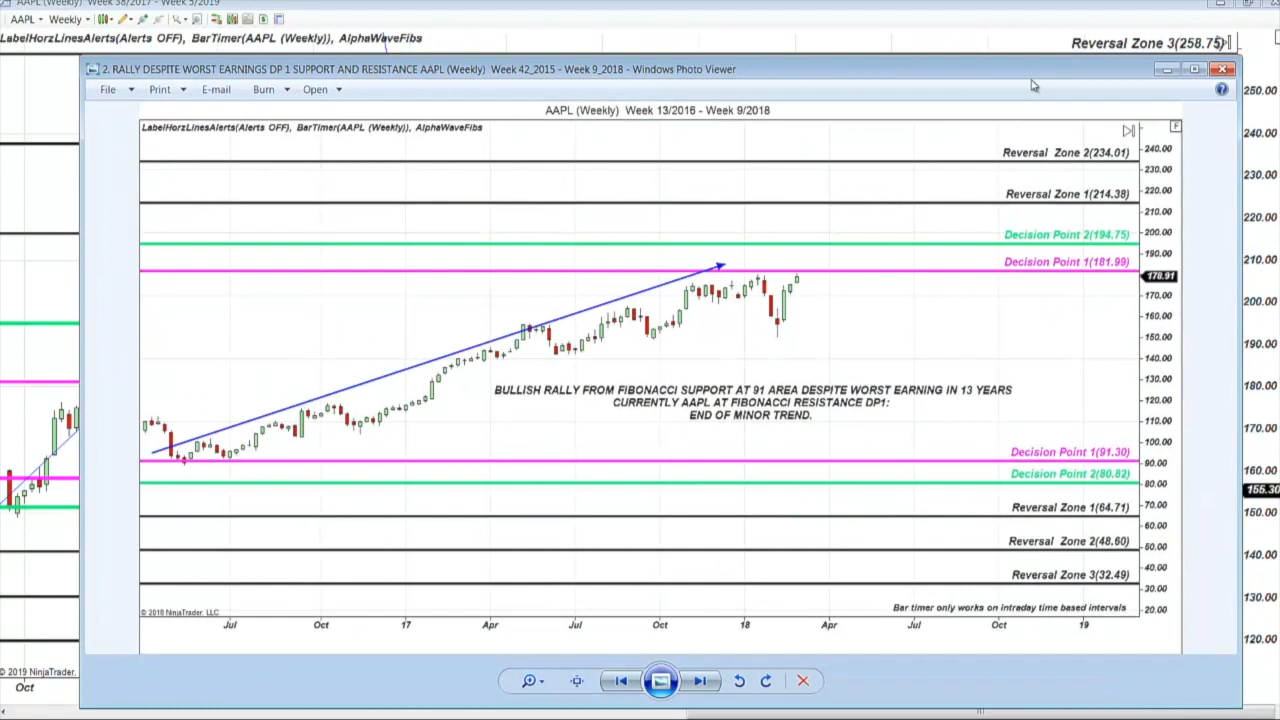 AAPL (Weekly) Week 38/2017 - Week 5/2019
AAPL Weekly
LabelHorzLinesAlerts(Alerts OFF), BarTimer(AAPL (Weekly)), AlphaWaveFibs
Reversal Zone 3(258.75)
2. RALLY DESPITE WORST EARNINGS DP 1 SUPPORT AND RESISTANCE AAPL (Weekly) Week 42_2015 - Week 9_2018 - Windows Photo Viewer
File Print E-mail Burn Open
AAPL (Weekly) Week 13/2016 - Week 9/2018
LabelHorzLinesAlerts(Alerts OFF), BarTimer(AAPL (Weekly)), AlphaWaveFibs
F
Reversal Zone 2(234.01)
Reversal Zone 1(214.38)
Decision Point 2(194.75)
Decision Point 1(181.99)
BULLISH RALLY FROM FIBONACCI SUPPORT AT 91 AREA DESPITE WORST EARNING IN 13 YEARS
CURRENTLY AAPL AT FIBONACCI RESISTANCE DP1:
END OF MINOR TREND.
Decision Point 1(91.30)
Decision Point 2(80.82)
Reversal Zone 1(64.71)
Reversal Zone 2(48.60)
Reversal Zone 3(32.49)
© 2018 NinjaTrader, LLC
Bar timer only works on intraday time based intervals
240.00
230.00
220.00
210.00
200.00
190.00
178.91
170.00
160.00
150.00
140.00
130.00
120.00
110.00
100.00
90.00
80.00
70.00
60.00
50.00
40.00
30.00
20.00
Jul Oct 17 Apr Jul Oct 18 Apr Jul Oct 19
250.00
240.00
230.00
220.00
210.00
200.00
190.00
180.00
170.00
160.00
155.30
150.00
140.00
130.00
120.00
© 2019 NinjaTrader,
Oct